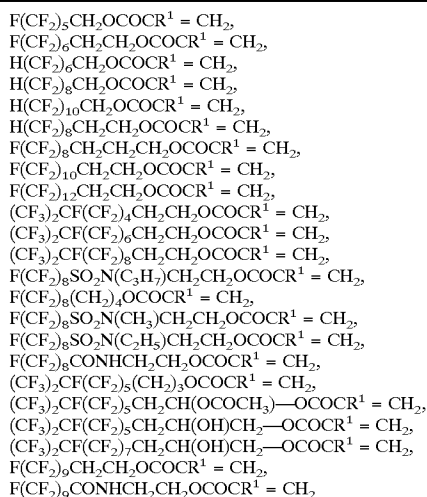 F(CF₂)₅CH₂OCOCR¹ = CH₂,
F(CF₂)₆CH₂CH₂OCOCR¹ = CH₂,
H(CF₂)₆CH₂OCOCR¹ = CH₂,
H(CF₂)₈CH₂OCOCR¹ = CH₂,
H(CF₂)₁₀CH₂OCOCR¹ = CH₂,
H(CF₂)₈CH₂CH₂OCOCR¹ = CH₂,
F(CF₂)₈CH₂CH₂CH₂OCOCR¹ = CH₂,
F(CF₂)₁₀CH₂CH₂OCOCR¹ = CH₂,
F(CF₂)₁₂CH₂CH₂OCOCR¹ = CH₂,
(CF₃)₂CF(CF₂)₄CH₂CH₂OCOCR¹ = CH₂,
(CF₃)₂CF(CF₂)₆CH₂CH₂OCOCR¹ = CH₂,
(CF₃)₂CF(CF₂)₈CH₂CH₂OCOCR¹ = CH₂,
F(CF₂)₈SO₂N(C₃H₇)CH₂CH₂OCOCR¹ = CH₂,
F(CF₂)₈(CH₂)₄OCOCR¹ = CH₂,
F(CF₂)₈SO₂N(CH₃)CH₂CH₂OCOCR¹ = CH₂,
F(CF₂)₈SO₂N(C₂H₅)CH₂CH₂OCOCR¹ = CH₂,
F(CF₂)₈CONHCH₂CH₂OCOCR¹ = CH₂,
(CF₃)₂CF(CF₂)₅(CH₂)₃OCOCR¹ = CH₂,
(CF₃)₂CF(CF₂)₅CH₂CH(OCOCH₃)—OCOCR¹ = CH₂,
(CF₃)₂CF(CF₂)₅CH₂CH(OH)CH₂—OCOCR¹ = CH₂,
(CF₃)₂CF(CF₂)₇CH₂CH(OH)CH₂—OCOCR¹ = CH₂,
F(CF₂)₉CH₂CH₂OCOCR¹ = CH₂,
F(CF₂)₉CONHCH₂CH₂OCOCR¹ = CH₂